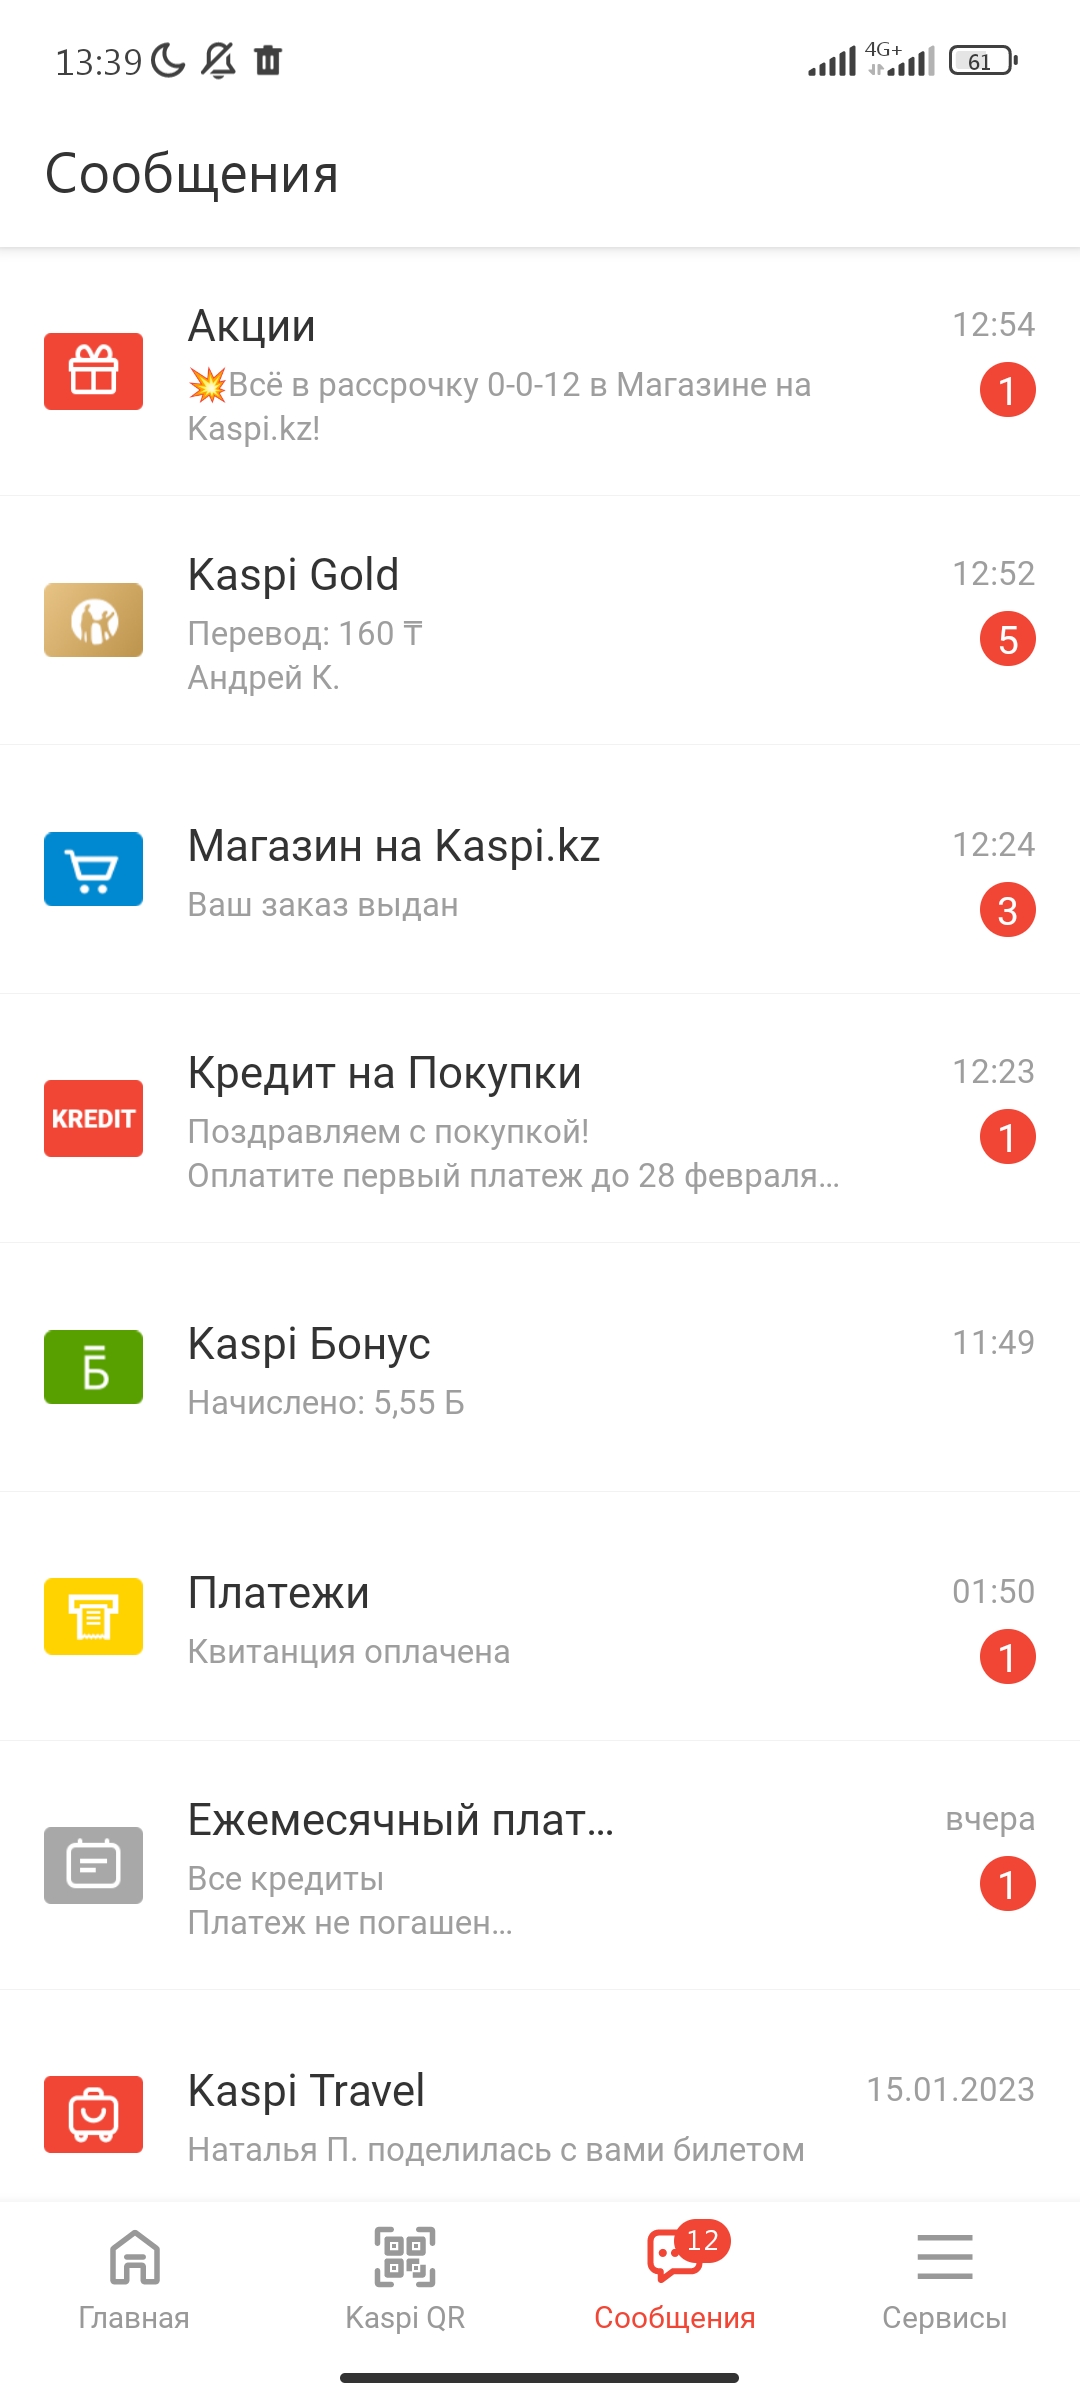 13:39 4G+ 61
Сообщения
Акции 12:54
💥Всё в рассрочку 0-0-12 в Магазине на 1
Kaspi.kz!
Kaspi Gold 12:52
Перевод: 160 ₸ 5
Андрей К.
Магазин на Kaspi.kz 12:24
Ваш заказ выдан 3
KREDIT Кредит на Покупки 12:23
Поздравляем с покупкой! 1
Оплатите первый платеж до 28 февраля...
Б Kaspi Бонус 11:49
Начислено: 5,55 Б
Платежи 01:50
Квитанция оплачена 1
Ежемесячный плат... вчера
Все кредиты 1
Платеж не погашен...
Kaspi Travel 15.01.2023
Наталья П. поделилась с вами билетом
12
Главная Kaspi QR Сообщения Сервисы